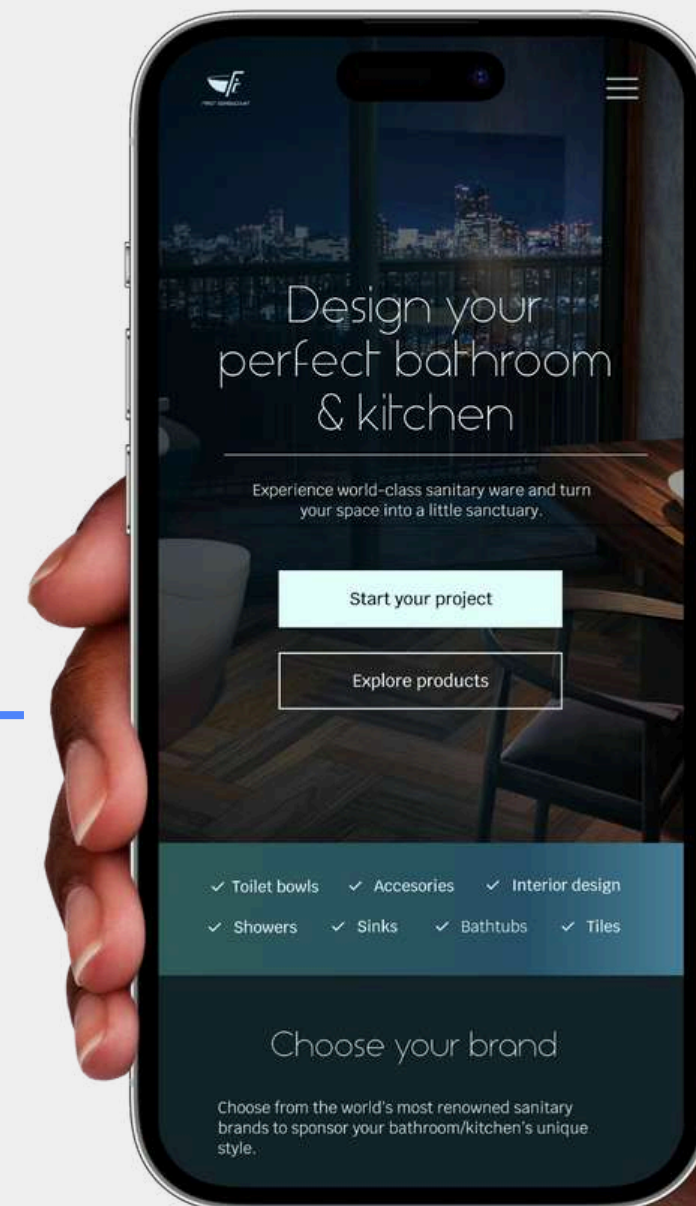 Design your
perfect bathroom
& kitchen
Experience world-class sanitary ware and turn
your space into a little sanctuary.
Start your project
Explore products
✓ Toilet bowls ✓ Accesories ✓ Interior design
✓ Showers ✓ Sinks ✓ Bathtubs ✓ Tiles
Choose your brand
Choose from the world's most renowned sanitary
brands to sponsor your bathroom/kitchen's unique
style.